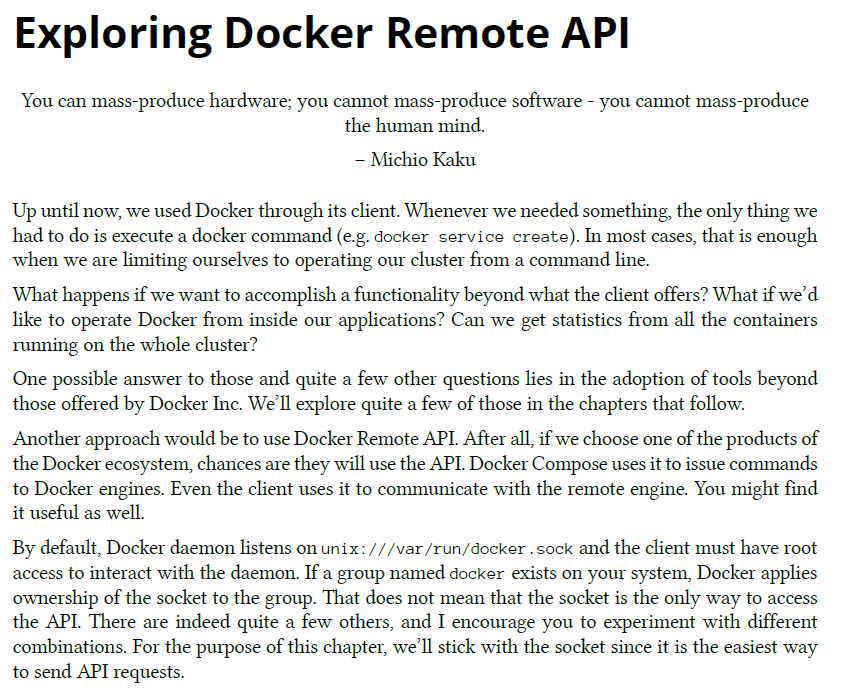 Exploring Docker Remote API
You can mass-produce hardware; you cannot mass-produce software - you cannot mass-produce
the human mind.
– Michio Kaku
Up until now, we used Docker through its client. Whenever we needed something, the only thing we
had to do is execute a docker command (e.g. docker service create). In most cases, that is enough
when we are limiting ourselves to operating our cluster from a command line.
What happens if we want to accomplish a functionality beyond what the client offers? What if we’d
like to operate Docker from inside our applications? Can we get statistics from all the containers
running on the whole cluster?
One possible answer to those and quite a few other questions lies in the adoption of tools beyond
those offered by Docker Inc. We’ll explore quite a few of those in the chapters that follow.
Another approach would be to use Docker Remote API. After all, if we choose one of the products of
the Docker ecosystem, chances are they will use the API. Docker Compose uses it to issue commands
to Docker engines. Even the client uses it to communicate with the remote engine. You might find
it useful as well.
By default, Docker daemon listens on unix:///var/run/docker.sock and the client must have root
access to interact with the daemon. If a group named docker exists on your system, Docker applies
ownership of the socket to the group. That does not mean that the socket is the only way to access
the API. There are indeed quite a few others, and I encourage you to experiment with different
combinations. For the purpose of this chapter, we’ll stick with the socket since it is the easiest way
to send API requests.